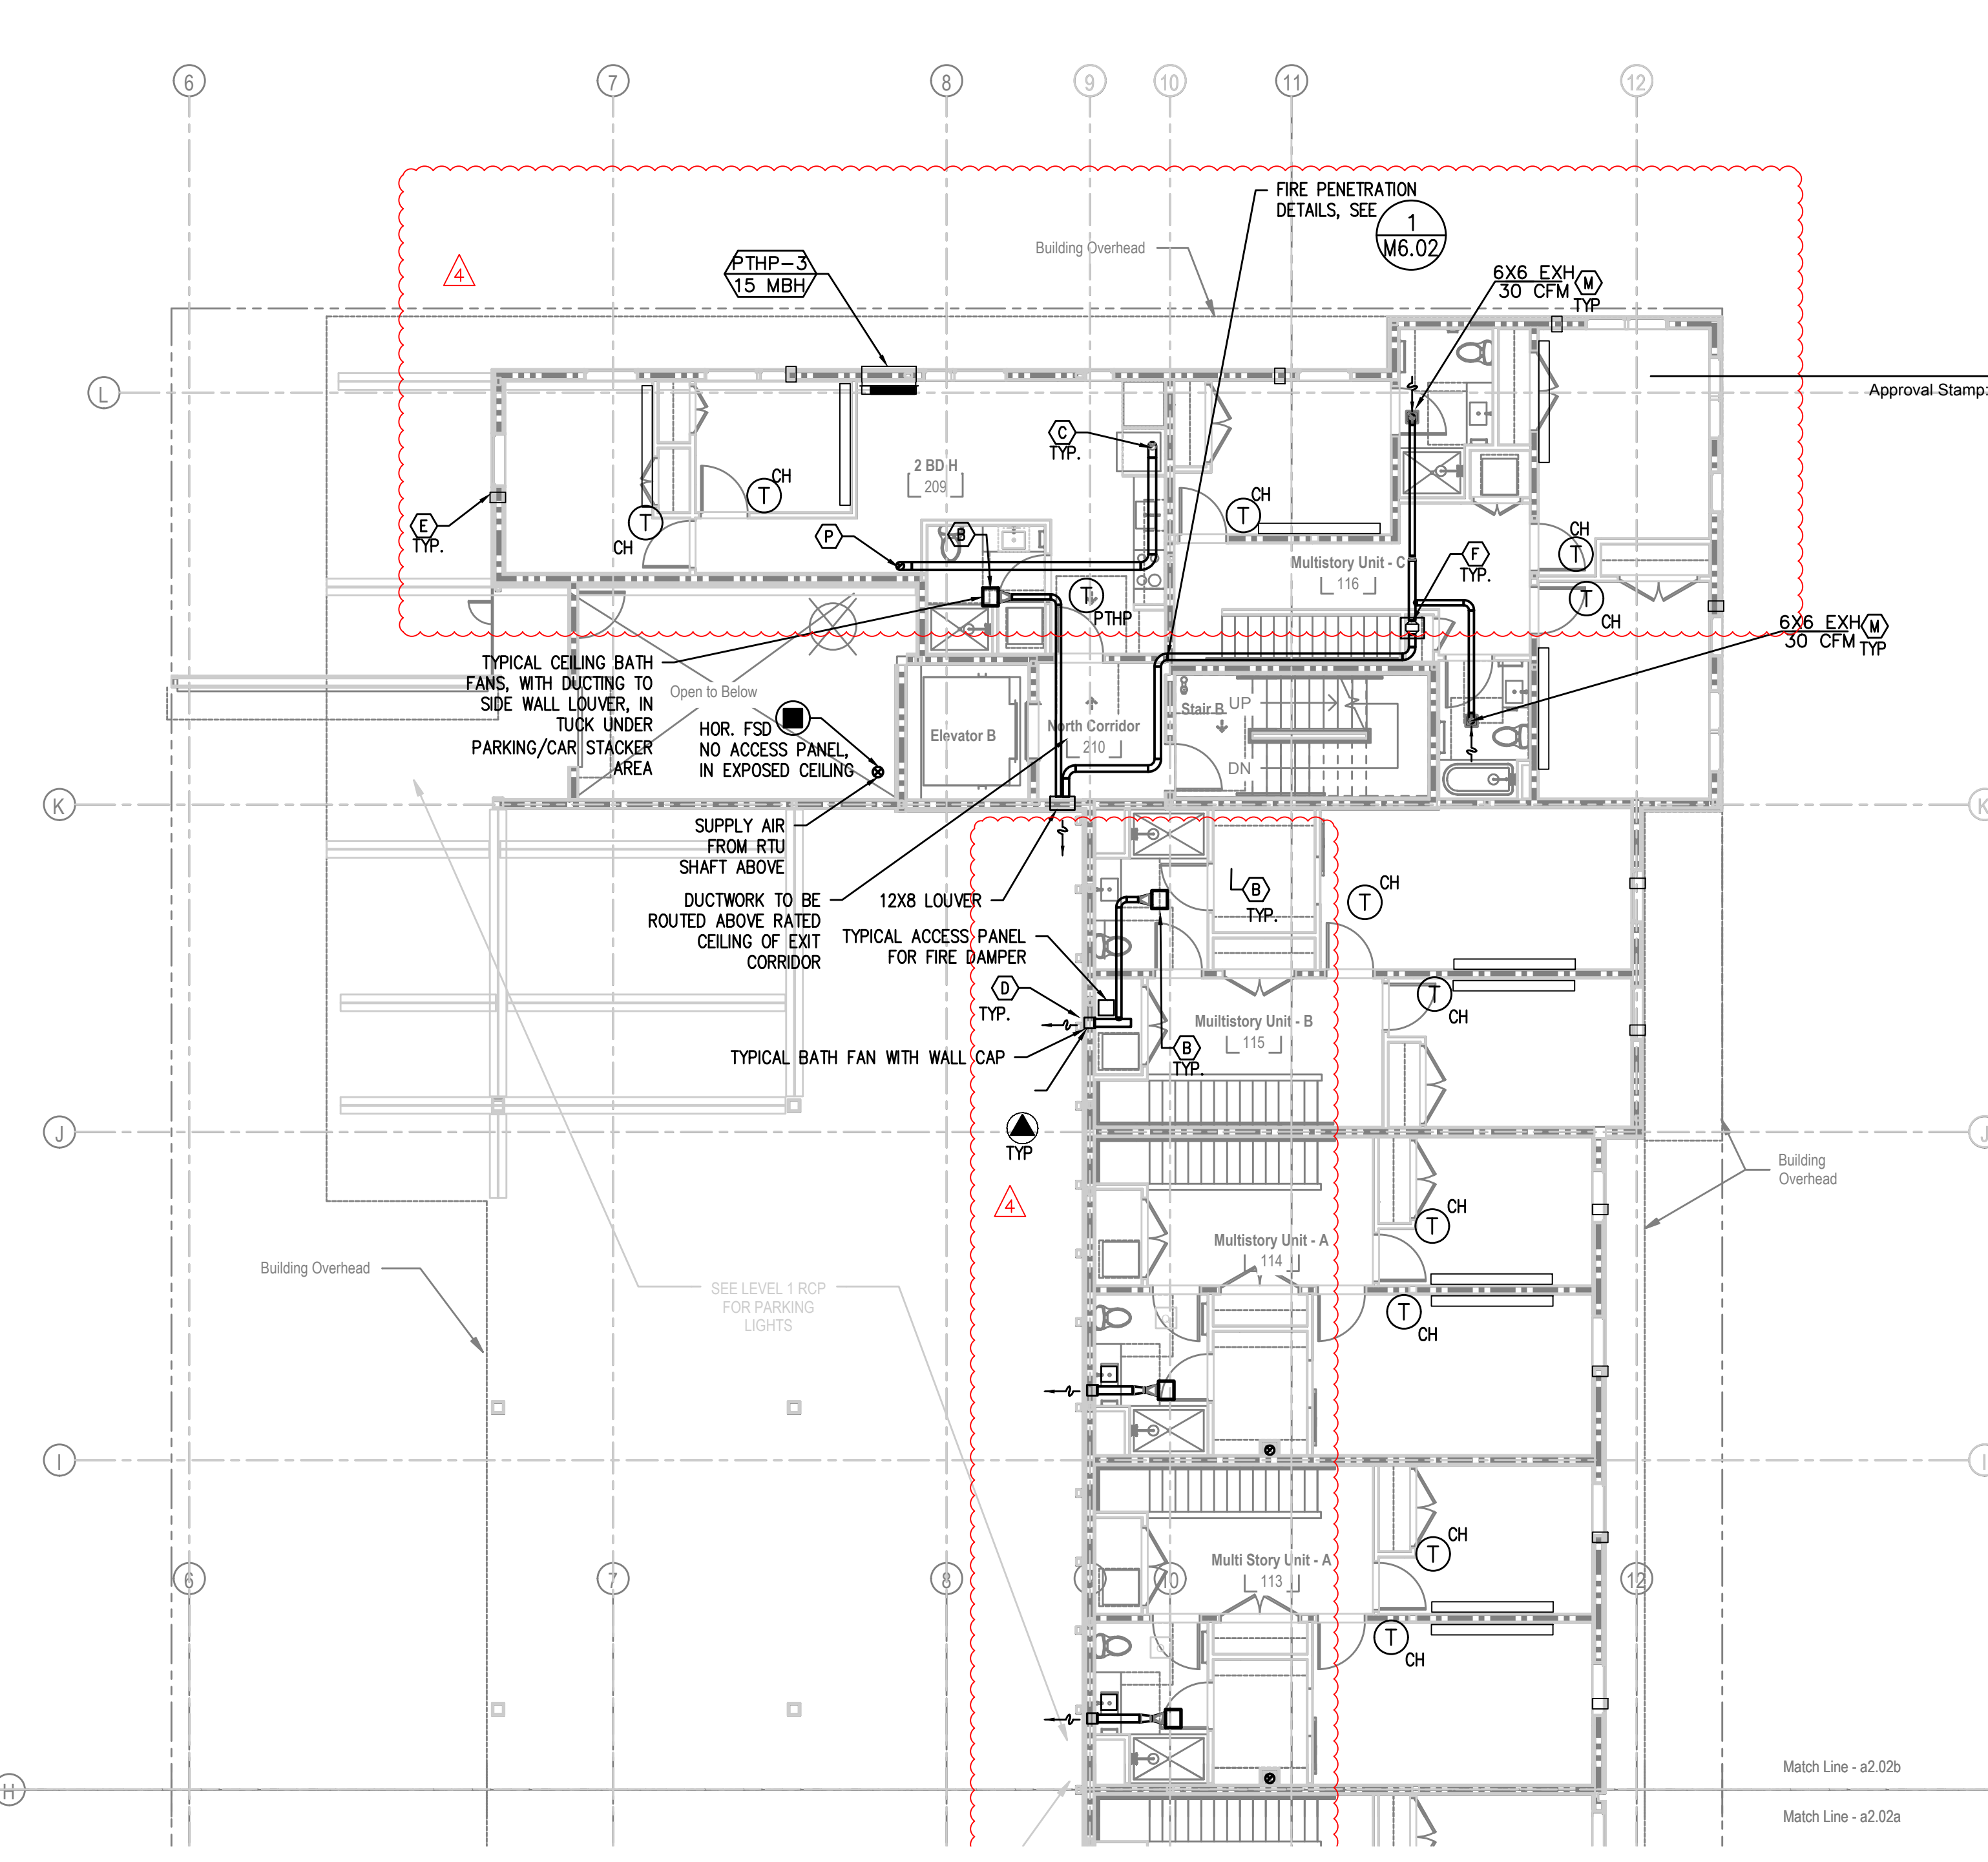 6
7
8
9
10
11
12
FIRE PENETRATION
DETAILS, SEE
1
M6.02
Building Overhead
4
PTHP-3
15 MBH
6X6 EXH
30 CFM
M
TYP
L
Approval Stamp:
C
TYP.
2 BD H
209
CH
T
T
CH
E
TYP.
P
B
CH
T
CH
T
Multistory Unit - C
116
F
TYP.
T
PTHP
T
CH
6X6 EXH
30 CFM
M
TYP
TYPICAL CEILING BATH
FANS, WITH DUCTING TO
SIDE WALL LOUVER, IN
TUCK UNDER
PARKING/CAR STACKER
AREA
Open to Below
HOR. FSD
NO ACCESS PANEL,
IN EXPOSED CEILING
Elevator B
North Corridor
210
Stair B
UP
DN
K
K
SUPPLY AIR
FROM RTU
SHAFT ABOVE
DUCTWORK TO BE
ROUTED ABOVE RATED
CEILING OF EXIT
CORRIDOR
12X8 LOUVER
TYPICAL ACCESS PANEL
FOR FIRE DAMPER
B
TYP.
T
CH
D
TYP.
T
CH
Muiltistory Unit - B
115
TYPICAL BATH FAN WITH WALL CAP
B
TYP.
J
J
TYP
4
Building
Overhead
Multistory Unit - A
114
CH
T
Building Overhead
SEE LEVEL 1 RCP
FOR PARKING
LIGHTS
T
CH
I
I
Multi Story Unit - A
113
CH
T
6
7
8
10
12
T
CH
Match Line - a2.02b
H
Match Line - a2.02a